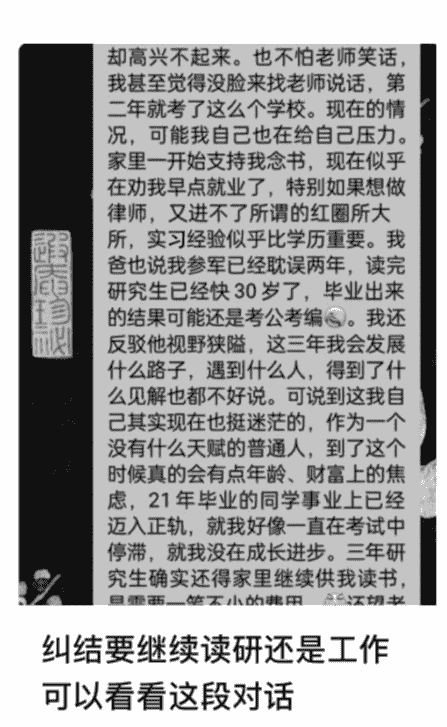 却高兴不起来。也不怕老师笑话，
我甚至觉得没脸来找老师说话，第
二年就考了这么个学校。现在的情
况，可能我自己也在给自己压力。
家里一开始支持我念书，现在似乎
在劝我早点就业了，特别如果想做
律师，又进不了所谓的红圈所大
所，实习经验似乎比学历重要。我
爸也说我参军已经耽误两年，读完
研究生已经快30岁了，毕业出来
的结果可能还是考公考编。我还
反驳他视野狭隘，这三年我会发展
什么路子，遇到什么人，得到了什
么见解也都不好说。可说到这我自
己其实现在也挺迷茫的，作为一个
没有什么天赋的普通人，到了这个
时候真的会有点年龄、财富上的焦
虑，21年毕业的同学事业上已经
迈入正轨，就我好像一直在考试中
停滞，就我没在成长进步。三年研
究生确实还得家里继续供我读书，
是需要一笔不小的费用。还望老
纠结要继续读研还是工作
可以看看这段对话